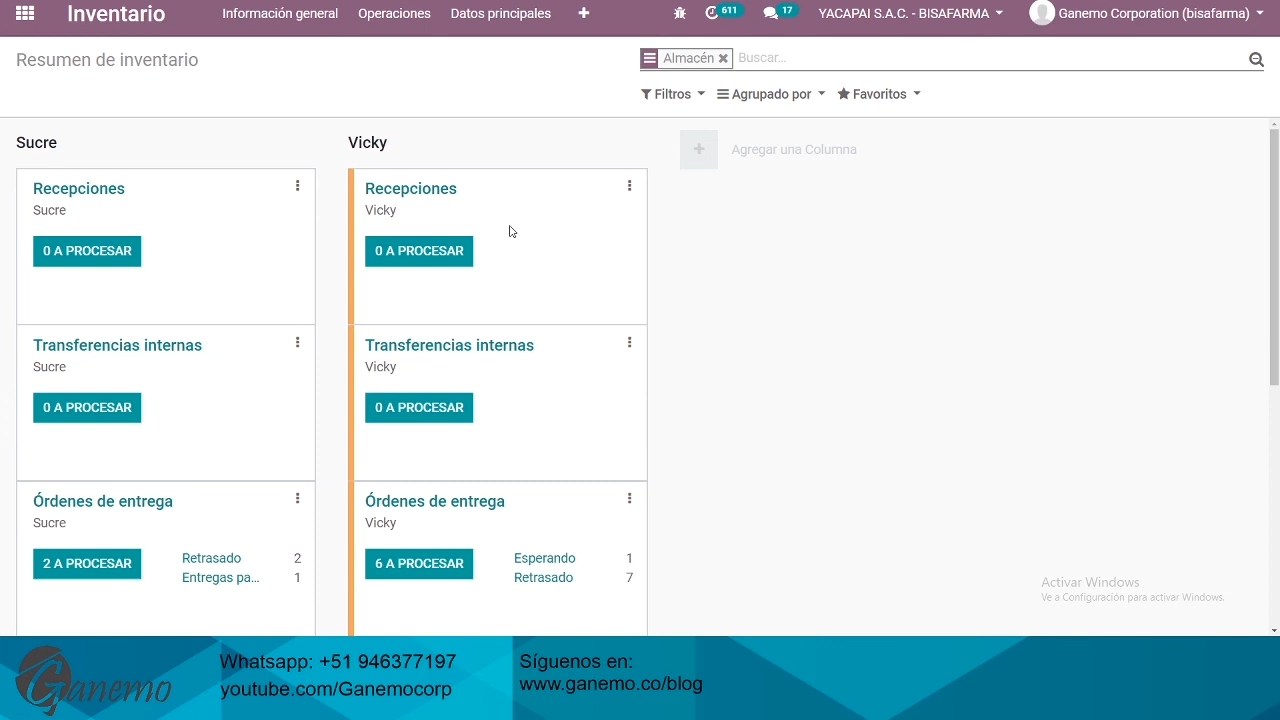 Inventario
Información general
Operaciones
Datos principales
611
17
YACAPAI S.A.C. - BISAFARMA
Ganemo Corporation (bisafarma)
Resumen de inventario
Almacén
Buscar...
Filtros
Agrupado por
Favoritos
Sucre
Vicky
Agregar una Columna
Recepciones
Sucre
0 A PROCESAR
Recepciones
Vicky
0 A PROCESAR
Transferencias internas
Sucre
0 A PROCESAR
Transferencias internas
Vicky
0 A PROCESAR
Órdenes de entrega
Sucre
2 A PROCESAR
Retrasado 2
Entregas pa... 1
Órdenes de entrega
Vicky
6 A PROCESAR
Esperando 1
Retrasado 7
Activar Windows
Ve a Configuración para activar Windows.
Ganemo
Whatsapp: +51 946377197
youtube.com/Ganemocorp
Síguenos en:
www.ganemo.co/blog